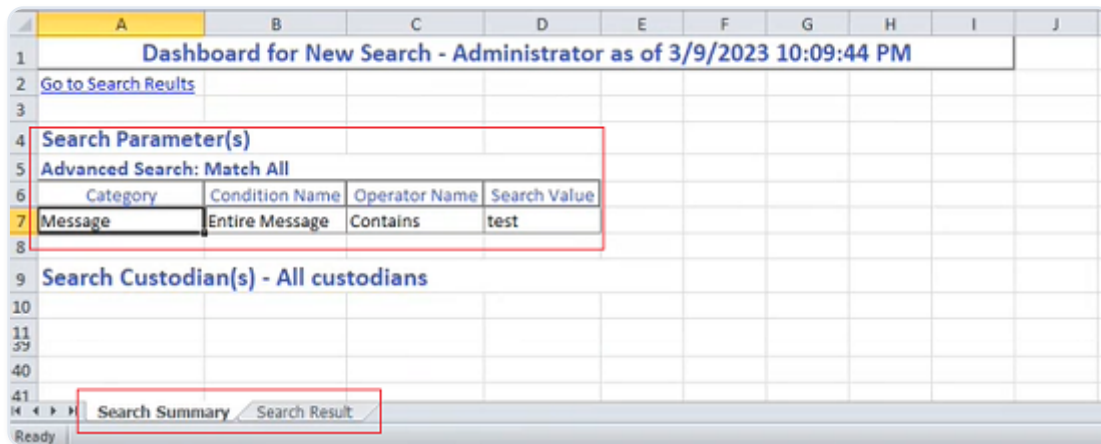 A B C D E F G H I J
1 Dashboard for New Search - Administrator as of 3/9/2023 10:09:44 PM
2 Go to Search Reults
3
4 Search Parameter(s)
5 Advanced Search: Match All
6 Category Condition Name Operator Name Search Value
7 Message Entire Message Contains test
8
9 Search Custodian(s) - All custodians
10
11
39
40
41
Search Summary Search Result
Ready